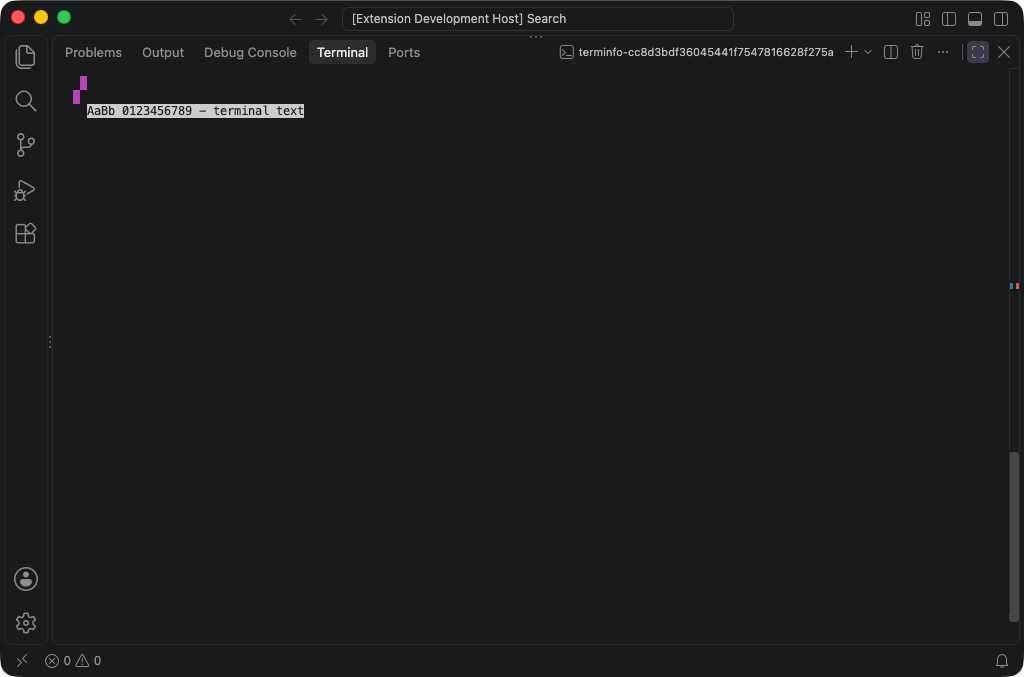 [Extension Development Host] Search
Problems Output Debug Console Terminal Ports terminfo-cc8d3bdf36045441f7547816628f275a
AaBb 0123456789 − terminal text
0 0